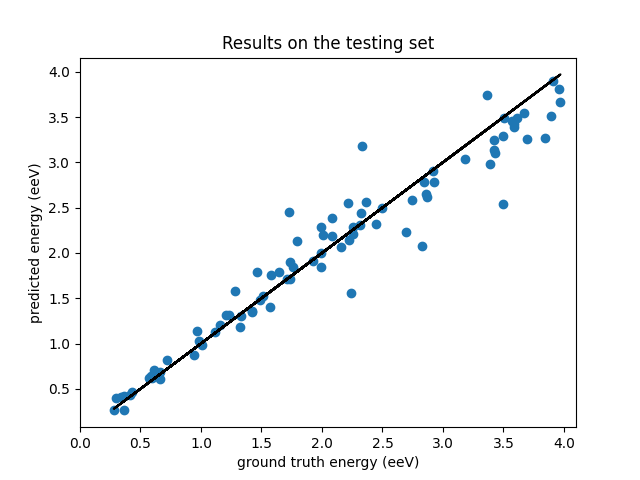 Results on the testing set
4.0
3.5
3.0
2.5
2.0
1.5
1.0
0.5
predicted energy (eeV)
0.0 0.5 1.0 1.5 2.0 2.5 3.0 3.5 4.0
ground truth energy (eeV)